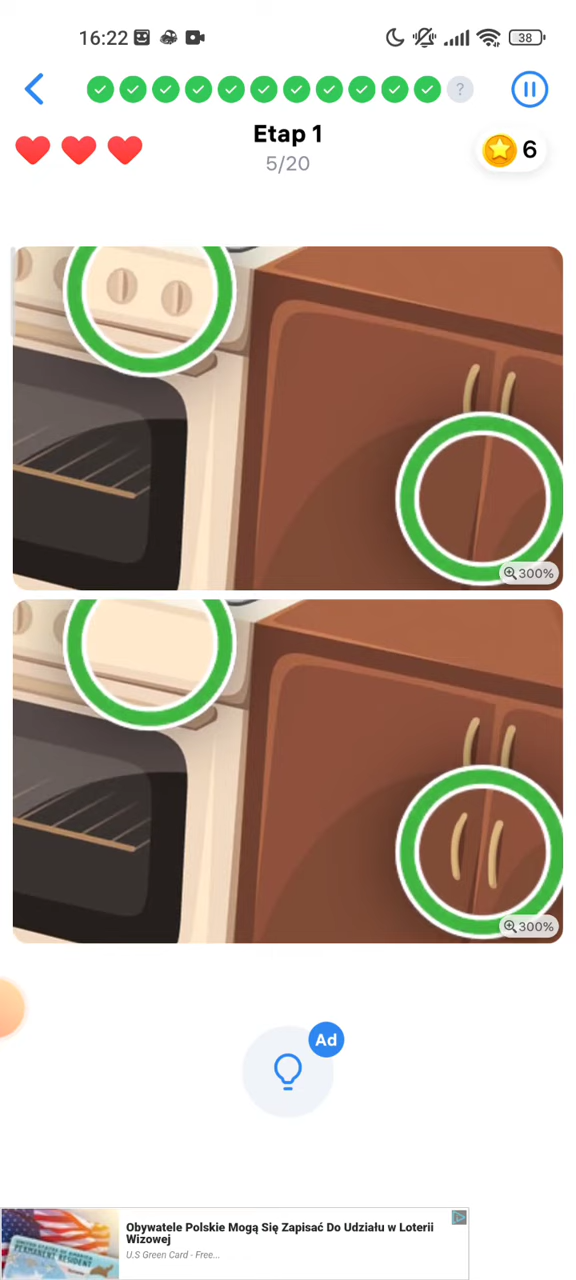 16:22
38
?
Etap 1
5/20
6
300%
300%
Ad
Obywatele Polskie Mogą Się Zapisać Do Udziału w Loterii
Wizowej
U.S Green Card - Free...